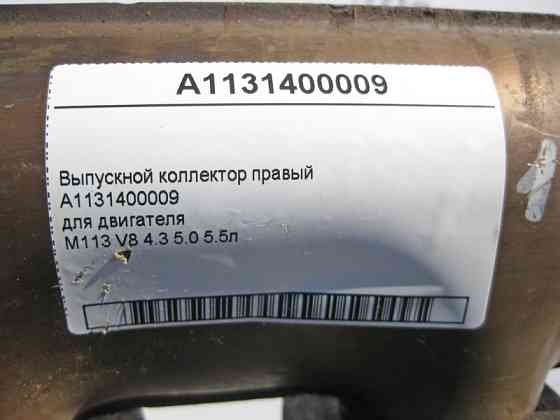 A1131400009
Выпускной коллектор правый
A1131400009
для двигателя
M113 V8 4.3 5.0 5.5л